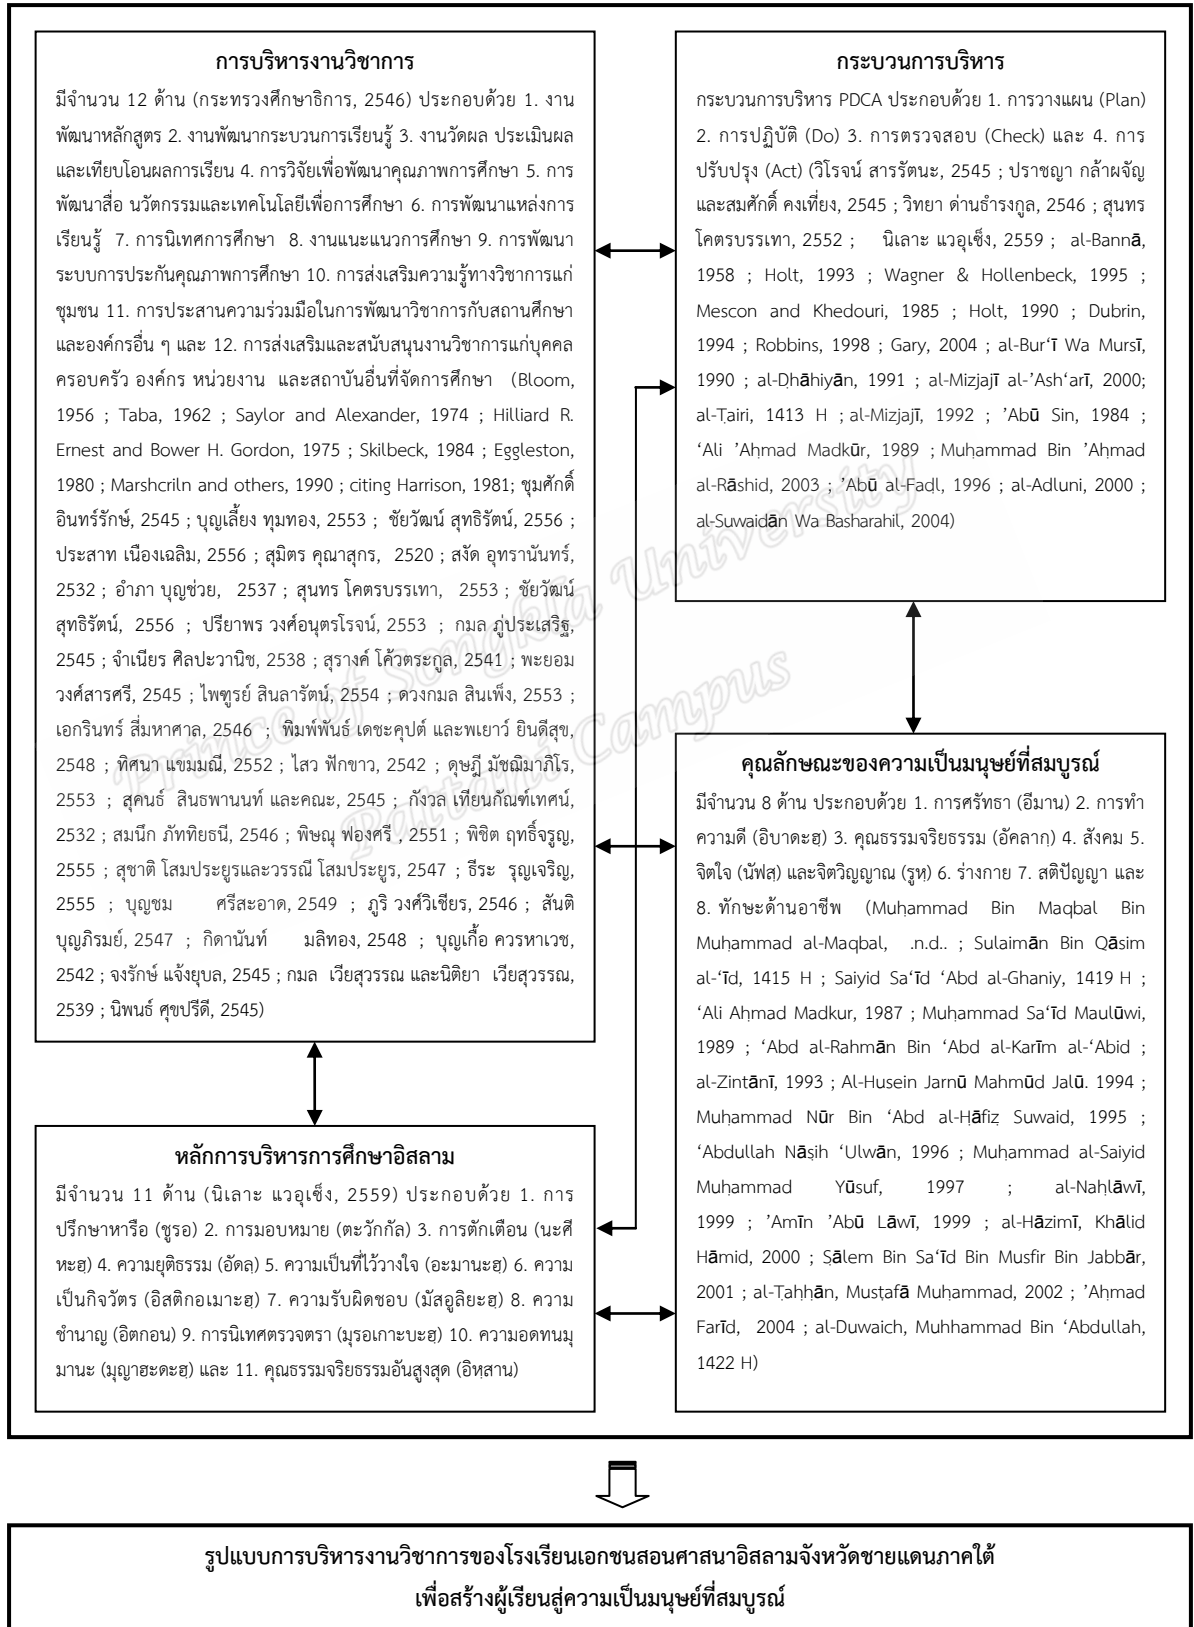 การบริหารงานวิชาการ
มีจำนวน 12 ด้าน (กระทรวงศึกษาธิการ, 2546) ประกอบด้วย 1. งาน
พัฒนาหลักสูตร 2. งานพัฒนากระบวนการเรียนรู้ 3. งานวัดผล ประเมินผล
และเทียบโอนผลการเรียน 4. การวิจัยเพื่อพัฒนาคุณภาพการศึกษา 5. การ
พัฒนาสื่อ นวัตกรรมและเทคโนโลยีเพื่อการศึกษา 6. การพัฒนาแหล่งการ
เรียนรู้ 7. การนิเทศการศึกษา 8. งานแนะแนวการศึกษา 9. การพัฒนา
ระบบการประกันคุณภาพการศึกษา 10. การส่งเสริมความรู้ทางวิชาการแก่
ชุมชน 11. การประสานความร่วมมือในการพัฒนาวิชาการกับสถานศึกษา
และองค์กรอื่น ๆ และ 12. การส่งเสริมและสนับสนุนงานวิชาการแก่บุคคล
ครอบครัว องค์กร หน่วยงาน และสถาบันอื่นที่จัดการศึกษา (Bloom,
1956 ; Taba, 1962 ; Saylor and Alexander, 1974 ; Hilliard R.
Ernest and Bower H. Gordon, 1975 ; Skilbeck, 1984 ; Eggleston,
1980 ; Marshcriln and others, 1990 ; citing Harrison, 1981; ชุมศักดิ์
อินทร์รักษ์, 2545 ; บุญเลี้ยง ทุมทอง, 2553 ; ชัยวัฒน์ สุทธิรัตน์, 2556 ;
ประสาท เนืองเฉลิม, 2556 ; สุมิตร คุณาสุกร, 2520 ; สงัด อุทรานันทร์,
2532 ; อำภา บุญช่วย, 2537 ; สุนทร โคตรบรรเทา, 2553 ; ชัยวัฒน์
สุทธิรัตน์, 2556 ; ปรียาพร วงศ์อนุตรโรจน์, 2553 ; กมล ภู่ประเสริฐ,
2545 ; จำเนียร ศิลปะวานิช, 2538 ; สุรางค์ โค้วตระกูล, 2541 ; พะยอม
วงศ์สารศรี, 2545 ; ไพฑูรย์ สินลารัตน์, 2554 ; ดวงกมล สินเพ็ง, 2553 ;
เอกรินทร์ สี่มหาศาล, 2546 ; พิมพ์พันธ์ เดชะคุปต์ และพเยาว์ ยินดีสุข,
2548 ; ทิศนา แขมมณี, 2552 ; ไสว ฟักขาว, 2542 ; ดุษฎี มัชฌิมาภิโร,
2553 ; สุคนธ์ สินธพานนท์ และคณะ, 2545 ; กังวล เทียนกัณฑ์เทศน์,
2532 ; สมนึก ภัททิยธนี, 2546 ; พิษณุ ฟองศรี , 2551 ; พิชิต ฤทธิ์จรูญ,
2555 ; สุชาติ โสมประยูรและวรรณี โสมประยูร, 2547 ; ธีระ รุญเจริญ,
2555 ; บุญชม ศรีสะอาด, 2549 ; ภูริ วงศ์วิเชียร, 2546 ; สันติ
บุญภิรมย์, 2547 ; กิดานันท์ มลิทอง, 2548 ; บุญเกื้อ ควรหาเวช,
2542 ; จงรักษ์ แจ้งยุบล, 2545 ; กมล เวียสุวรรณ และนิติยา เวียสุวรรณ,
2539 ; นิพนธ์ ศุขปรีดี, 2545)
กระบวนการบริหาร
กระบวนการบริหาร PDCA ประกอบด้วย 1. การวางแผน (Plan)
2. การปฏิบัติ (Do) 3. การตรวจสอบ (Check) และ 4. การ
ปรับปรุง (Act) (วิโรจน์ สารรัตนะ, 2545 ; ปราชญา กล้าผจัญ
และสมศักดิ์ คงเที่ยง, 2545 ; วิทยา ด่านธำรงกูล, 2546 ; สุนทร
โคตรบรรเทา, 2552 ; นิเลาะ แวอุเซ็ง, 2559 ; al-Bannā,
1958 ; Holt, 1993 ; Wagner & Hollenbeck, 1995 ;
Mescon and Khedouri, 1985 ; Holt, 1990 ; Dubrin,
1994 ; Robbins, 1998 ; Gary, 2004 ; al-Bur‘ī Wa Mursī,
1990 ; al-Ḍhāhiyān, 1991 ; al-Mizjajī al-’Ash‘arī, 2000;
al-Ṭairi, 1413 H ; al-Mizjajī, 1992 ; ’Abū Sin, 1984 ;
‘Ali ’Aḥmad Madkūr, 1989 ; Muḥammad Bin ’Aḥmad
al-Rāshid, 2003 ; ’Abū al-Faḍl, 1996 ; al-Adluni, 2000 ;
al-Suwaidān Wa Basharahil, 2004)
คุณลักษณะของความเป็นมนุษย์ที่สมบูรณ์
มีจำนวน 8 ด้าน ประกอบด้วย 1. การศรัทธา (อีมาน) 2. การทำ
ความดี (อิบาดะฮฺ) 3. คุณธรรมจริยธรรม (อัคลาก) 4. สังคม 5.
จิตใจ (นัฟสฺ) และจิตวิญญาณ (รูหฺ) 6. ร่างกาย 7. สติปัญญา และ
8. ทักษะด้านอาชีพ (Muḥammad Bin Maqbal Bin
Muḥammad al-Maqbal, .n.d.. ; Sulaimān Bin Qāsim
al-‘īd, 1415 H ; Saiyid Sa‘īd ‘Abd al-Ghaniy, 1419 H ;
‘Ali Aḥmad Madkur, 1987 ; Muḥammad Sa‘īd Maulūwi,
1989 ; ‘Abd al-Rahmān Bin ‘Abd al-Karīm al-‘Abid ;
al-Zintānī, 1993 ; Al-Husein Jarnū Mahmūd Jalū. 1994 ;
Muḥammad Nūr Bin ‘Abd al-Ḥāfiẓ Suwaid, 1995 ;
‘Abdullah Nāṣih ‘Ulwān, 1996 ; Muḥammad al-Saiyid
Muḥammad Yūsuf, 1997 ; al-Naḥlāwī,
1999 ; ’Amīn ’Abū Lāwī, 1999 ; al-Hāzimī, Khālid
Hāmid, 2000 ; Ṣālem Bin Sa‘īd Bin Musfir Bin Jabbār,
2001 ; al-Ṭaḥḥān, Musṭafā Muḥammad, 2002 ; ’Aḥmad
Farīd, 2004 ; al-Duwaich, Muhhammad Bin ‘Abdullah,
1422 H)
หลักการบริหารการศึกษาอิสลาม
มีจำนวน 11 ด้าน (นิเลาะ แวอุเซ็ง, 2559) ประกอบด้วย 1. การ
ปรึกษาหารือ (ชูรอ) 2. การมอบหมาย (ตะวักกัล) 3. การตักเตือน (นะศี
หะฮฺ) 4. ความยุติธรรม (อัดลฺ) 5. ความเป็นที่ไว้วางใจ (อะมานะฮฺ) 6. ความ
เป็นกิจวัตร (อิสติกอเมาะฮฺ) 7. ความรับผิดชอบ (มัสอูลิยะฮฺ) 8. ความ
ชำนาญ (อิตกอน) 9. การนิเทศตรวจตรา (มุรอเกาะบะฮฺ) 10. ความอดทนมุ
มานะ (มุญาฮะดะฮฺ) และ 11. คุณธรรมจริยธรรมอันสูงสุด (อิหฺสาน)
รูปแบบการบริหารงานวิชาการของโรงเรียนเอกชนสอนศาสนาอิสลามจังหวัดชายแดนภาคใต้
เพื่อสร้างผู้เรียนสู่ความเป็นมนุษย์ที่สมบูรณ์
Prince of Songkla University
Pattani Campus